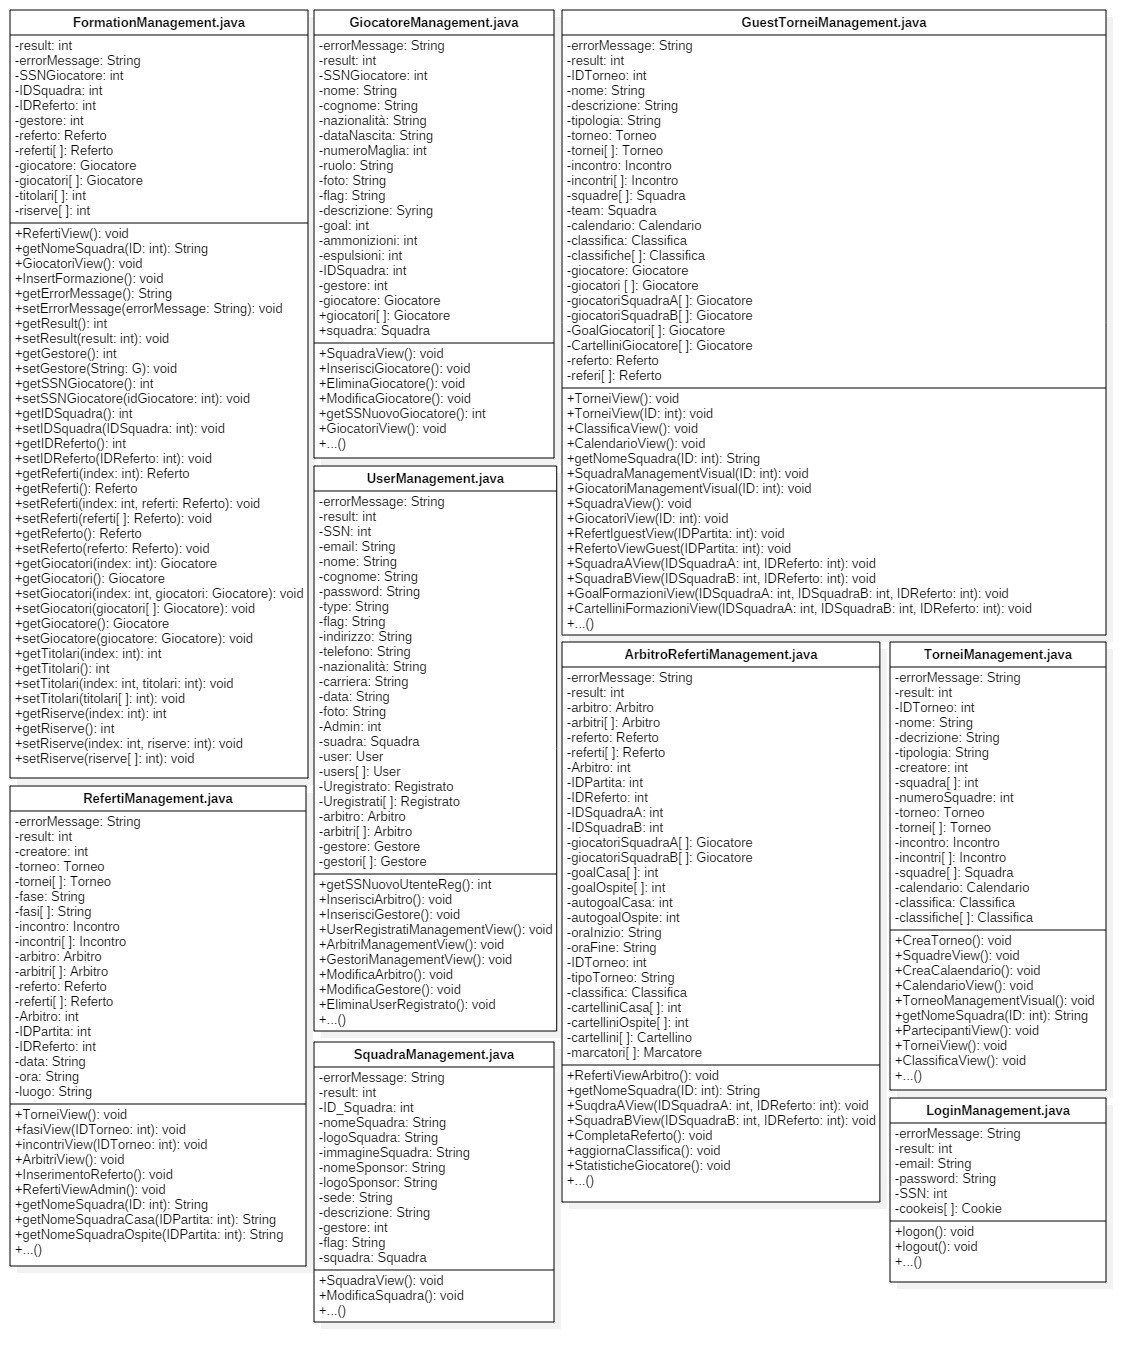 FormationManagement.java
-result: int
-errorMessage: String
-SSNGiocatore: int
-IDSquadra: int
-IDReferto: int
-gestore: int
-referto: Referto
-referti[ ]: Referto
-giocatore: Giocatore
-giocatori[ ]: Giocatore
-titolari[ ]: int
-riserve[ ]: int
+RefertiView(): void
+getNomeSquadra(ID: int): String
+GiocatoriView(): void
+InsertFormazione(): void
+getErrorMessage(): String
+setErrorMessage(errorMessage: String): void
+getResult(): int
+setResult(result: int): void
+getGestore(): int
+setGestore(String: G): void
+getSSNGiocatore(): int
+setSSNGiocatore(idGiocatore: int): void
+getIDSquadra(): int
+setIDSquadra(IDSquadra: int): void
+getIDReferto(): int
+setIDReferto(IDReferto: int): void
+getReferti(index: int): Referto
+getReferti(): Referto
+setReferti(index: int, referti: Referto): void
+setReferti(referti[ ]: Referto): void
+getReferto(): Referto
+setReferto(referto: Referto): void
+getGiocatori(index: int): Giocatore
+getGiocatori(): Giocatore
+setGiocatori(index: int, giocatori: Giocatore): void
+setGiocatori(giocatori[ ]: Giocatore): void
+getGiocatore(): Giocatore
+setGiocatore(giocatore: Giocatore): void
+getTitolari(index: int): int
+getTitolari(): int
+setTitolari(index: int, titolari: int): void
+setTitolari(titolari[ ]: int): void
+getRiserve(index: int): int
+getRiserve(): int
+setRiserve(index: int, riserve: int): void
+setRiserve(riserve[ ]: int): void
RefertiManagement.java
-errorMessage: String
-result: int
-creatore: int
-torneo: Torneo
-tornei[ ]: Torneo
-fase: String
-fasi[ ]: String
-incontro: Incontro
-incontri[ ]: Incontro
-arbitro: Arbitro
-arbitri[ ]: Arbitro
-referto: Referto
-referti[ ]: Referto
-Arbitro: int
-IDPartita: int
-IDReferto: int
-data: String
-ora: String
-luogo: String
+TorneiView(): void
+fasiView(IDTorneo: int): void
+incontriView(IDTorneo: int): void
+ArbitriView(): void
+InserimentoReferto(): void
+RefertiViewAdmin(): void
+getNomeSquadra(ID: int): String
+getNomeSquadraCasa(IDPartita: int): String
+getNomeSquadraOspite(IDPartita: int): String
+...()
GiocatoreManagement.java
-errorMessage: String
-result: int
-SSNGiocatore: int
-nome: String
-cognome: String
-nazionalità: String
-dataNascita: String
-numeroMaglia: int
-ruolo: String
-foto: String
-flag: String
-descrizione: Syring
-goal: int
-ammonizioni: int
-espulsioni: int
-IDSquadra: int
-gestore: int
-giocatore: Giocatore
+giocatori[ ]: Giocatore
-squadra: Squadra
+SquadraView(): void
+InserisciGiocatore(): void
+EliminaGiocatore(): void
+ModificaGiocatore(): void
+getSSNuovoGiocatore(): int
+GiocatoriView(): void
+...()
UserManagement.java
-errorMessage: String
-result: int
-SSN: int
-email: String
-nome: String
-cognome: String
-password: String
-type: String
-flag: String
-indirizzo: String
-telefono: String
-nazionalità: String
-carriera: String
-data: String
-foto: String
-Admin: int
-suadra: Squadra
-user: User
-users[ ]: User
-Uregistrato: Registrato
-Uregistrati[ ]: Registrato
-arbitro: Arbitro
-arbitri[ ]: Arbitro
-gestore: Gestore
-gestori[ ]: Gestore
+getSSNuovoUtenteReg(): int
+InserisciArbitro(): void
+InserisciGestore(): void
+UserRegistratiManagementView(): void
+ArbitriManagementView(): void
+GestoriManagementView(): void
+ModificaArbitro(): void
+ModificaGestore(): void
+EliminaUserRegistrato(): void
+...()
SquadraManagement.java
-errorMessage: String
-result: int
-ID_Squadra: int
-nomeSquadra: String
-logoSquadra: String
-immagineSquadra: String
-nomeSponsor: String
-logoSponsor: String
-sede: String
-descrizione: String
-gestore: int
-flag: String
-squadra: Squadra
+SquadraView(): void
+ModificaSquadra(): void
+...()
GuestTorneiManagement.java
-errorMessage: String
-result: int
-IDTorneo: int
-nome: String
-descrizione: String
-tipologia: String
-torneo: Torneo
-tornei[ ]: Torneo
-incontro: Incontro
-incontri[ ]: Incontro
-squadre[ ]: Squadra
-team: Squadra
-calendario: Calendario
-classifica: Classifica
-classifiche[ ]: Classifica
-giocatore: Giocatore
-giocatori [ ]: Giocatore
-giocatoriSquadraA[ ]: Giocatore
-giocatoriSquadraB[ ]: Giocatore
-GoalGiocatori[ ]: Giocatore
-CartelliniGiocatore[ ]: Giocatore
-referto: Referto
-referi[ ]: Referto
+TorneiView(): void
+TorneiView(ID: int): void
+ClassificaView(): void
+CalendarioView(): void
+getNomeSquadra(ID: int): String
+SquadraManagementVisual(ID: int): void
+GiocatoriManagementVisual(ID: int): void
+SquadraView(): void
+GiocatoriView(ID: int): void
+RefertIguestView(IDPartita: int): void
+RefertoViewGuest(IDPartita: int): void
+SquadraAView(IDSquadraA: int, IDReferto: int): void
+SquadraBView(IDSquadraB: int, IDReferto: int): void
+GoalFormazioniView(IDSquadraA: int, IDSquadraB: int, IDReferto: int): void
+CartelliniFormazioniView(IDSquadraA: int, IDSquadraB: int, IDReferto: int): void
+...()
ArbitroRefertiManagement.java
-errorMessage: String
-result: int
-arbitro: Arbitro
-arbitri[ ]: Arbitro
-referto: Referto
-referti[ ]: Referto
-Arbitro: int
-IDPartita: int
-IDReferto: int
-IDSquadraA: int
-IDSquadraB: int
-giocatoriSquadraA[ ]: Giocatore
-giocatoriSquadraB[ ]: Giocatore
-goalCasa[ ]: int
-goalOspite[ ]: int
-autogoalCasa: int
-autogoalOspite: int
-oraInizio: String
-oraFine: String
-IDTorneo: int
-tipoTorneo: String
-classifica: Classifica
-cartelliniCasa[ ]: int
-cartelliniOspite[ ]: int
-cartellini[ ]: Cartellino
-marcatori[ ]: Marcatore
+RefertiViewArbitro(): void
+getNomeSquadra(ID: int): String
+SuqdraAView(IDSquadraA: int, IDReferto: int): void
+SquadraBView(IDSquadraB: int, IDReferto: int): void
+CompletaReferto(): void
+aggiornaClassifica(): void
+StatisticheGiocatore(): void
+...()
TorneiManagement.java
-errorMessage: String
-result: int
-IDTorneo: int
-nome: String
-decrizione: String
-tipologia: String
-creatore: int
-squadra[ ]: int
-numeroSquadre: int
-torneo: Torneo
-tornei[ ]: Torneo
-incontro: Incontro
-incontri[ ]: Incontro
-squadre[ ]: Squadra
-calendario: Calendario
-classifica: Classifica
-classifiche[ ]: Classifica
+CreaTorneo(): void
+SquadreView(): void
+CreaCalaendario(): void
+CalendarioView(): void
+TorneoManagementVisual(): void
+getNomeSquadra(ID: int): String
+PartecipantiView(): void
+TorneiView(): void
+ClassificaView(): void
+...()
LoginManagement.java
-errorMessage: String
-result: int
-email: String
-password: String
-SSN: int
-cookeis[ ]: Cookie
+logon(): void
+logout(): void
+...()